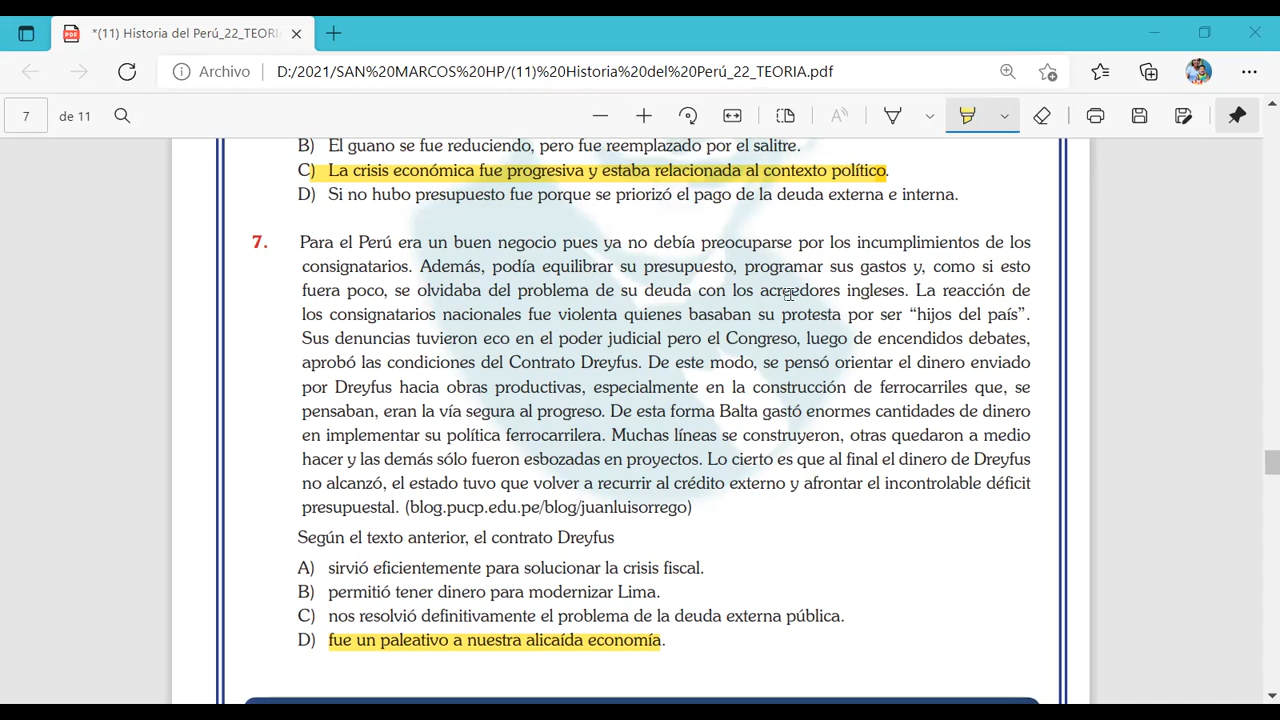 *(11) Historia del Perú_22_TEORI
Archivo
D:/2021/SAN%20MARCOS%20HP/(11)%20Historia%20del%20Perú_22_TEORIA.pdf
7 de 11
B) El guano se fue reduciendo, pero fue reemplazado por el salitre.
C) La crisis económica fue progresiva y estaba relacionada al contexto político.
D) Si no hubo presupuesto fue porque se priorizó el pago de la deuda externa e interna.
7. Para el Perú era un buen negocio pues ya no debía preocuparse por los incumplimientos de los
consignatarios. Además, podía equilibrar su presupuesto, programar sus gastos y, como si esto
fuera poco, se olvidaba del problema de su deuda con los acreedores ingleses. La reacción de
los consignatarios nacionales fue violenta quienes basaban su protesta por ser “hijos del país”.
Sus denuncias tuvieron eco en el poder judicial pero el Congreso, luego de encendidos debates,
aprobó las condiciones del Contrato Dreyfus. De este modo, se pensó orientar el dinero enviado
por Dreyfus hacia obras productivas, especialmente en la construcción de ferrocarriles que, se
pensaban, eran la vía segura al progreso. De esta forma Balta gastó enormes cantidades de dinero
en implementar su política ferrocarrilera. Muchas líneas se construyeron, otras quedaron a medio
hacer y las demás sólo fueron esbozadas en proyectos. Lo cierto es que al final el dinero de Dreyfus
no alcanzó, el estado tuvo que volver a recurrir al crédito externo y afrontar el incontrolable déficit
presupuestal. (blog.pucp.edu.pe/blog/juanluisorrego)
Según el texto anterior, el contrato Dreyfus
A) sirvió eficientemente para solucionar la crisis fiscal.
B) permitió tener dinero para modernizar Lima.
C) nos resolvió definitivamente el problema de la deuda externa pública.
D) fue un paleativo a nuestra alicaída economía.